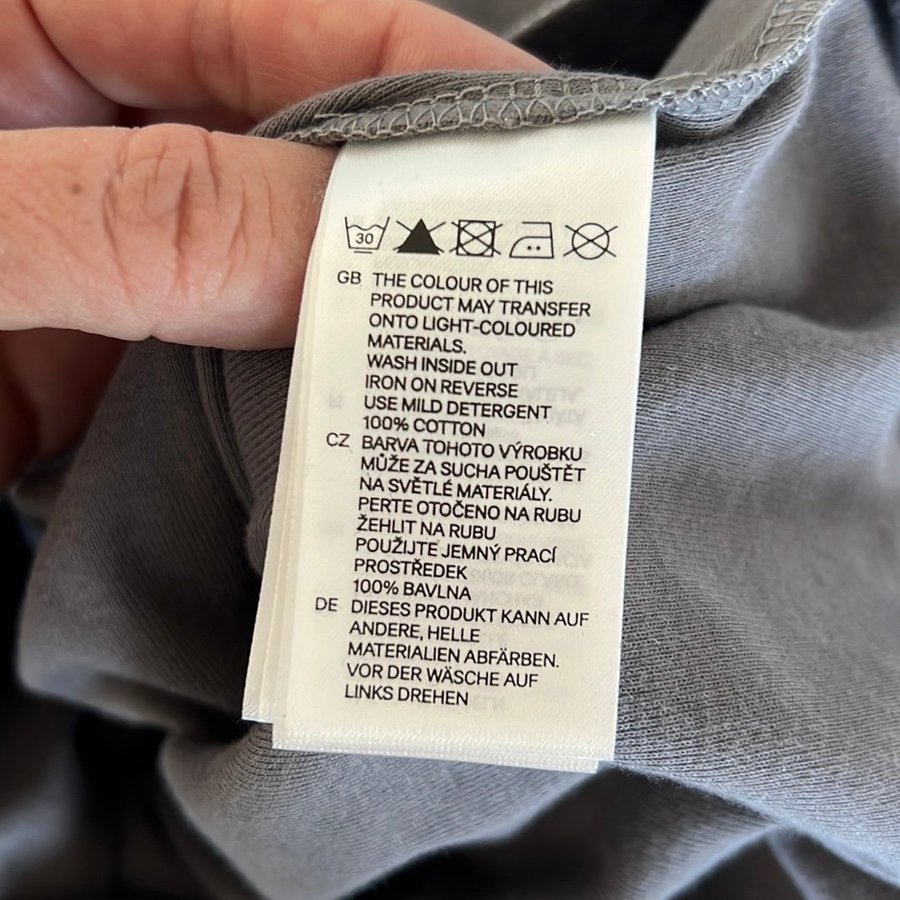 30
GB THE COLOUR OF THIS
PRODUCT MAY TRANSFER
ONTO LIGHT-COLOURED
MATERIALS.
WASH INSIDE OUT
IRON ON REVERSE
USE MILD DETERGENT
100% COTTON
CZ BARVA TOHOTO VÝROBKU
MŮŽE ZA SUCHA POUŠTĚT
NA SVĚTLÉ MATERIÁLY.
PERTE OTOČENO NA RUBU
ŽEHLIT NA RUBU
POUŽIJTE JEMNÝ PRACÍ
PROSTŘEDEK
100% BAVLNA
DE DIESES PRODUKT KANN AUF
ANDERE, HELLE
MATERIALIEN ABFÄRBEN.
VOR DER WÄSCHE AUF
LINKS DREHEN